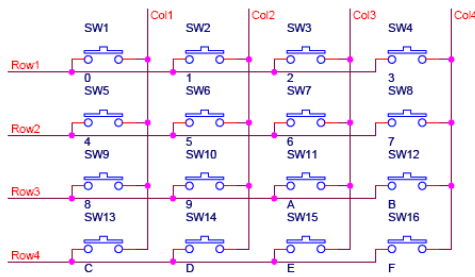 Col1 Col2 Col3 Col4
SW1 SW2 SW3 SW4
Row1
0 1 2 3
SW5 SW6 SW7 SW8
Row2
4 5 6 7
SW9 SW10 SW11 SW12
Row3
8 9 A B
SW13 SW14 SW15 SW16
Row4
C D E F